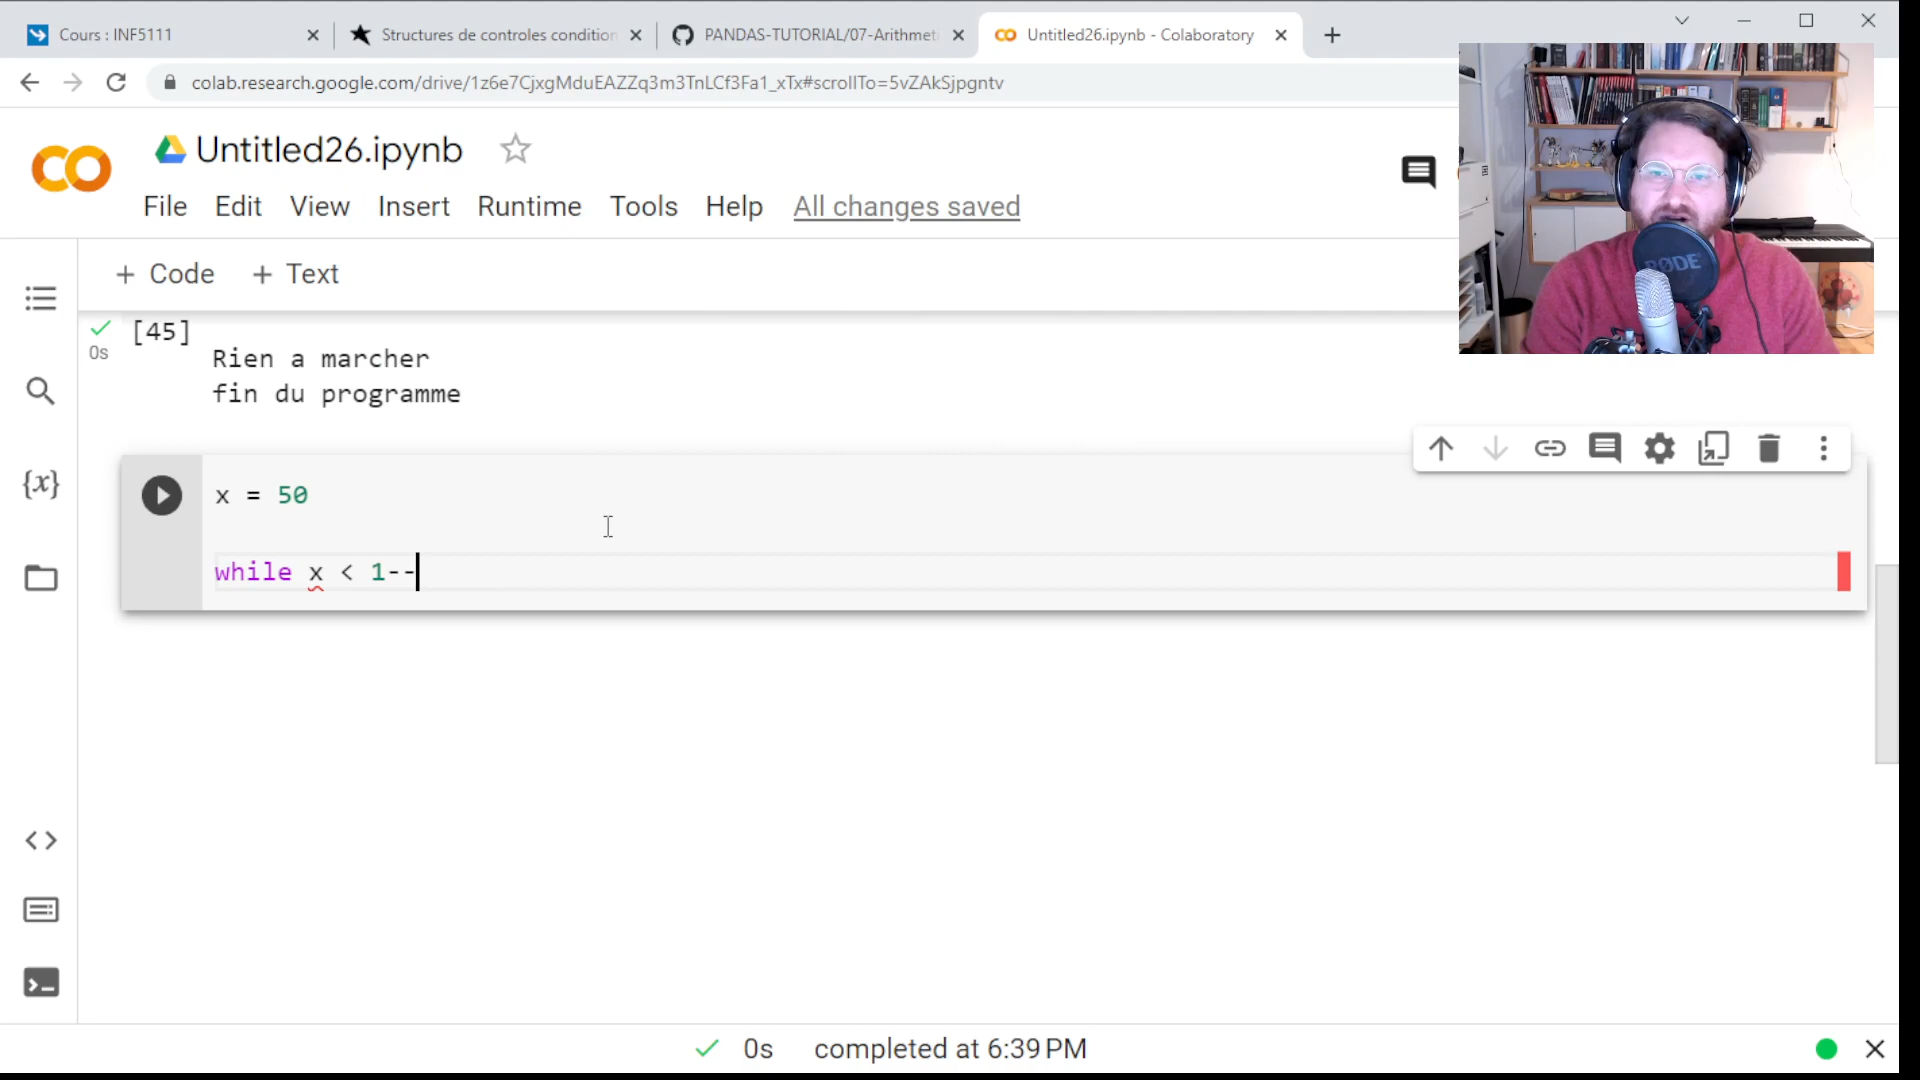 Cours : INF5111
Structures de controles condition
PANDAS-TUTORIAL/07-Arithmeti
Untitled26.ipynb - Colaboratory
colab.research.google.com/drive/1z6e7CjxgMduEAZZq3m3TnLCf3Fa1_xTx#scrollTo=5vZAkSjpgntv
Untitled26.ipynb
File Edit View Insert Runtime Tools Help All changes saved
+ Code + Text
[45]
0s
Rien a marcher
fin du programme
x = 50
while x < 1--
{x}
RØDE
0s completed at 6:39 PM